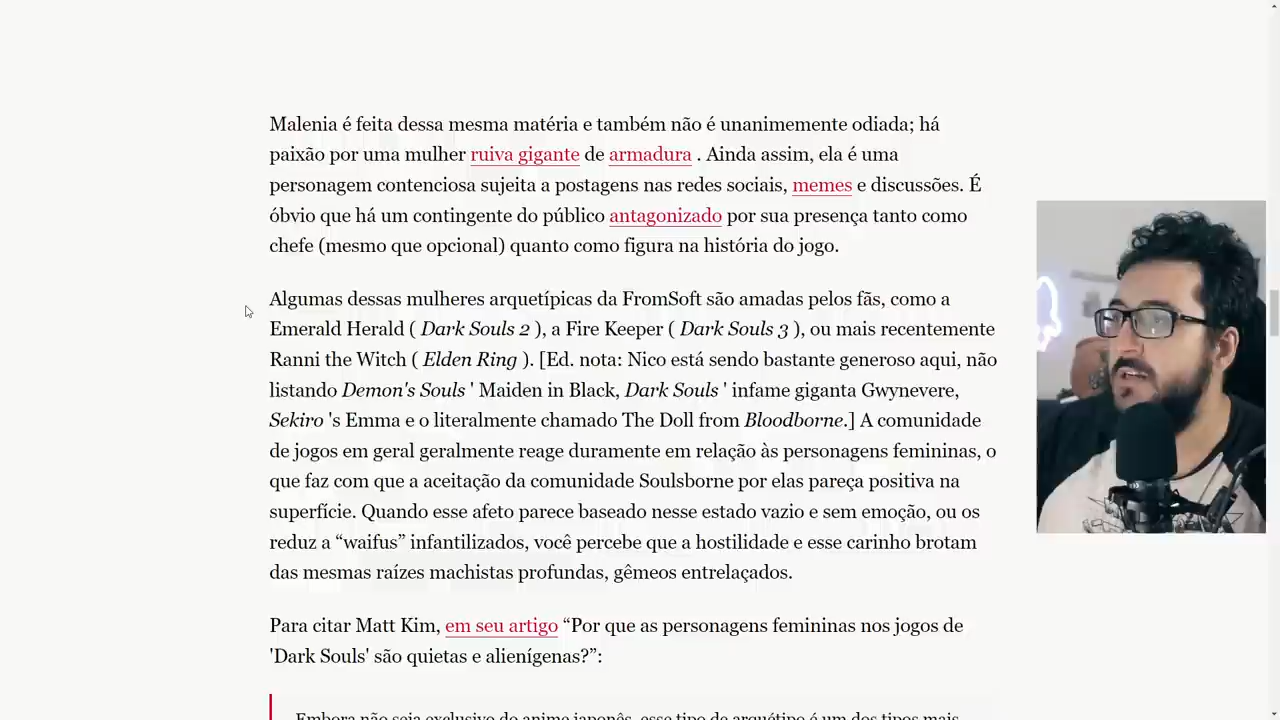 Malenia é feita dessa mesma matéria e também não é unanimemente odiada; há
paixão por uma mulher ruiva gigante de armadura . Ainda assim, ela é uma
personagem contenciosa sujeita a postagens nas redes sociais, memes e discussões. É
óbvio que há um contingente do público antagonizado por sua presença tanto como
chefe (mesmo que opcional) quanto como figura na história do jogo.
Algumas dessas mulheres arquetípicas da FromSoft são amadas pelos fãs, como a
Emerald Herald ( Dark Souls 2 ), a Fire Keeper ( Dark Souls 3 ), ou mais recentemente
Ranni the Witch ( Elden Ring ). [Ed. nota: Nico está sendo bastante generoso aqui, não
listando Demon's Souls ' Maiden in Black, Dark Souls ' infame giganta Gwynevere,
Sekiro 's Emma e o literalmente chamado The Doll from Bloodborne.] A comunidade
de jogos em geral geralmente reage duramente em relação às personagens femininas, o
que faz com que a aceitação da comunidade Soulsborne por elas pareça positiva na
superfície. Quando esse afeto parece baseado nesse estado vazio e sem emoção, ou os
reduz a “waifus” infantilizados, você percebe que a hostilidade e esse carinho brotam
das mesmas raízes machistas profundas, gêmeos entrelaçados.
Para citar Matt Kim, em seu artigo “Por que as personagens femininas nos jogos de
'Dark Souls' são quietas e alienígenas?”:
Embora não seja exclusivo do anime japonês, esse tipo de arquétipo é um dos tipos mais